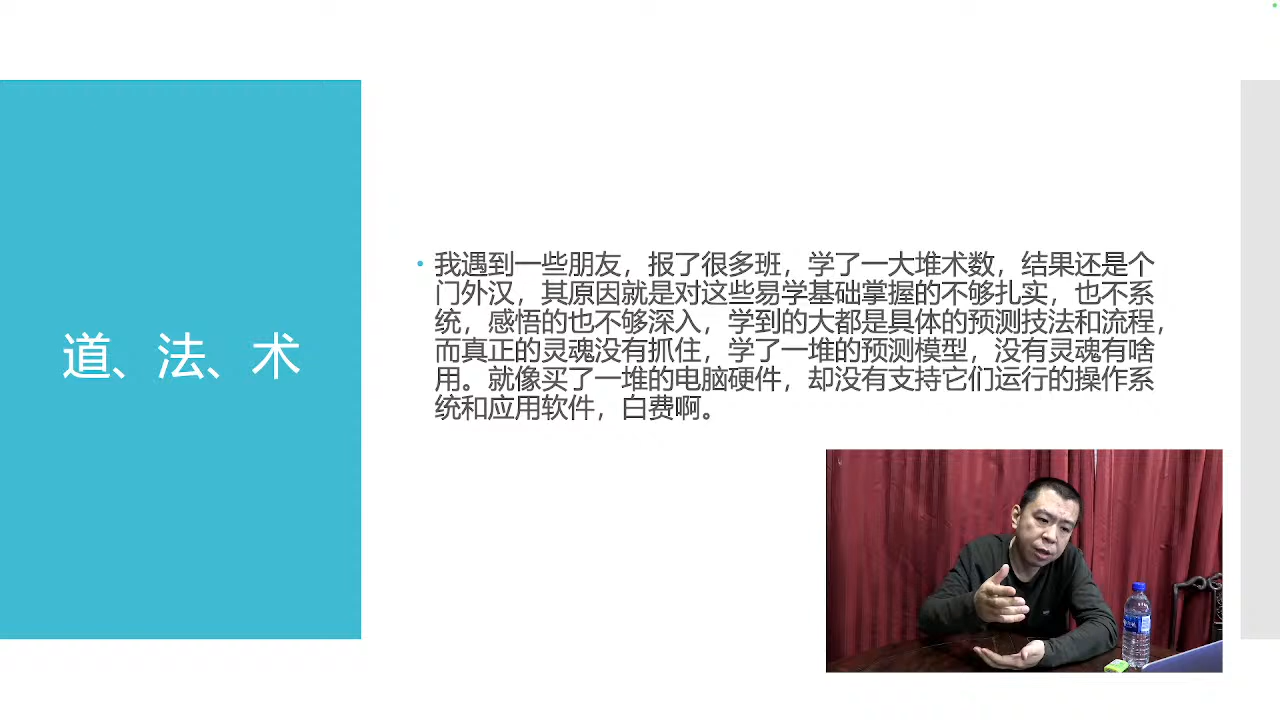 道、法、术
我遇到一些朋友，报了很多班，学了一大堆术数，结果还是个
门外汉，其原因就是对这些易学基础掌握的不够扎实，也不系
统，感悟的也不够深入，学到的大都是具体的预测技法和流程，
而真正的灵魂没有抓住，学了一堆的预测模型，没有灵魂有啥
用。就像买了一堆的电脑硬件，却没有支持它们运行的操作系
统和应用软件，白费啊。